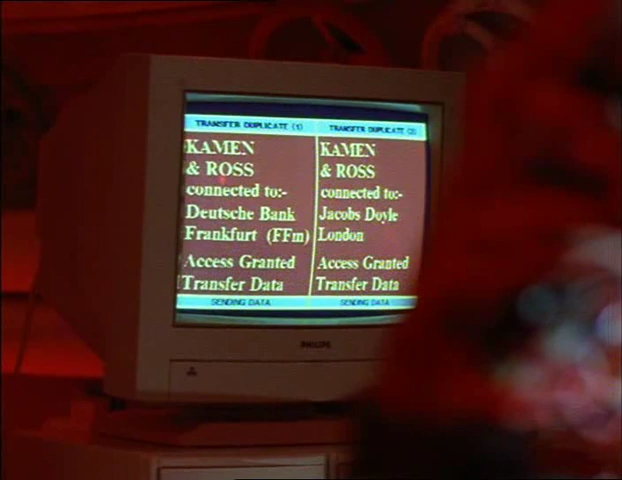 TRANSFER DUPLICATE (1)
KAMEN
& ROSS
connected to:-
Deutsche Bank
Frankfurt (FFm)
Access Granted
Transfer Data
SENDING DATA
TRANSFER DUPLICATE (2)
KAMEN
& ROSS
connected to:-
Jacobs Doyle
London
Access Granted
Transfer Data
SENDING DATA
PHILIPS